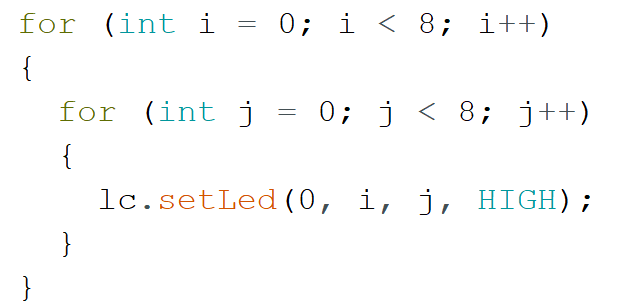 for (int i = 0; i < 8; i++)
{
  for (int j = 0; j < 8; j++)
  {
    lc.setLed(0, i, j, HIGH);
  }
}